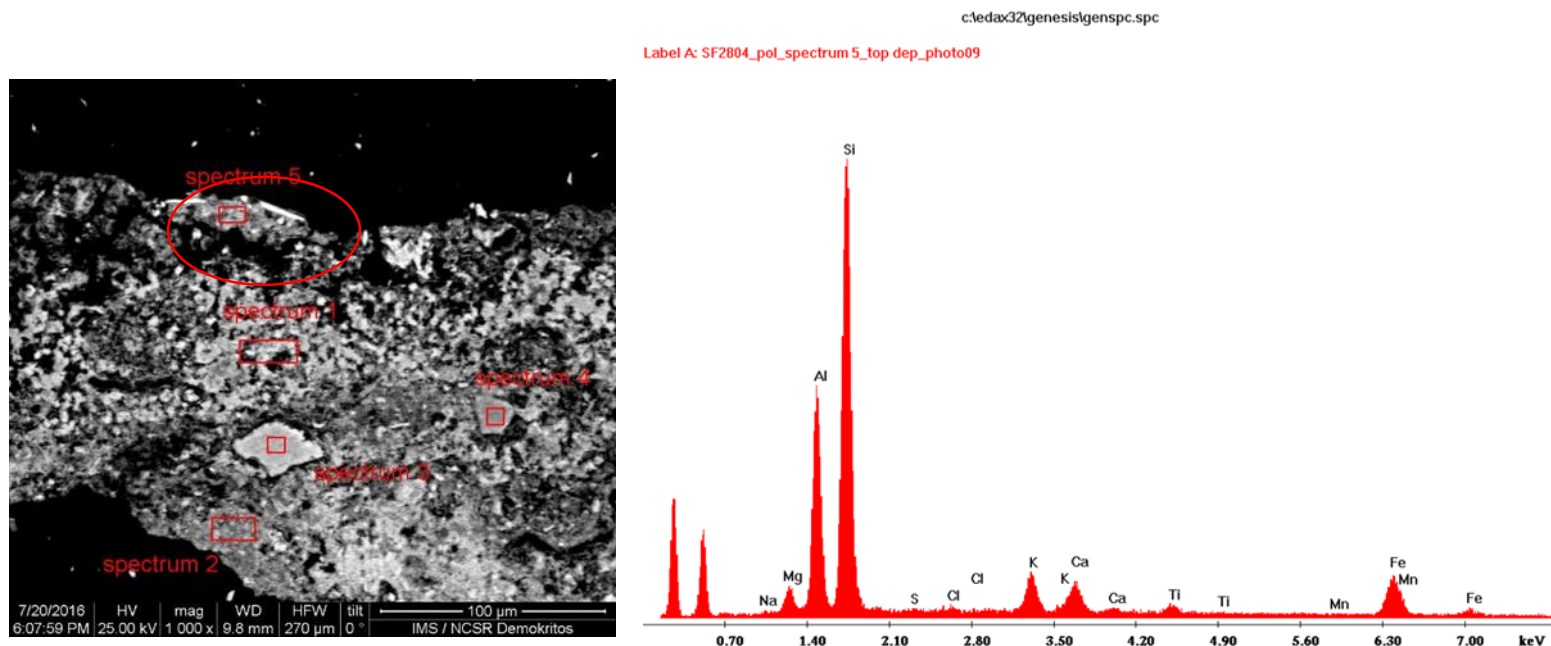 c:\edax32\genesis\genspc.spc
Label A: SF2804_pol_spectrum 5_top dep_photo09
spectrum 5
spectrum 1
spectrum 4
spectrum 3
spectrum 2
7/20/2016 HV mag WD HFW tilt 100 µm
6:07:59 PM 25.00 kV 1 000 x 9.8 mm 270 µm 0 ° IMS / NCSR Demokritos
Si
Al
Fe
K Ca
Mg Cl K Mn
Na S Cl Ca Ti Ti Mn Fe
0.70 1.40 2.10 2.80 3.50 4.20 4.90 5.60 6.30 7.00 keV